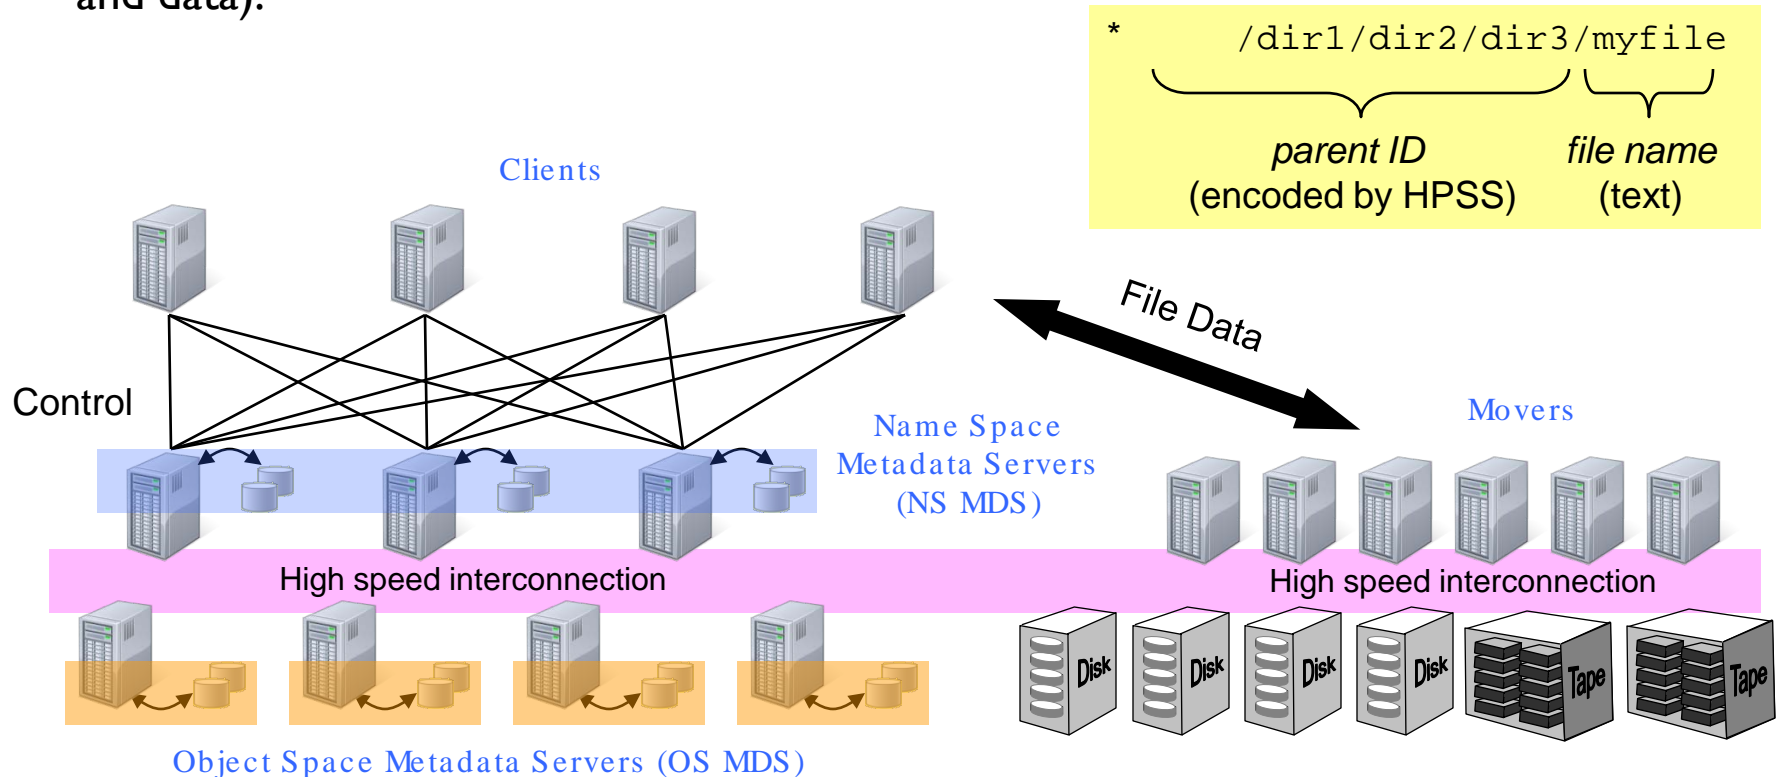 and data).
* /dir1/dir2/dir3/myfile
parent ID file name
(encoded by HPSS) (text)
Clients
File Data
Control
Movers
Name Space
Metadata Servers
(NS MDS)
High speed interconnection
High speed interconnection
Disk
Disk
Disk
Disk
Tape
Tape
Object Space Metadata Servers (OS MDS)